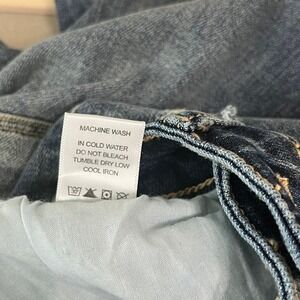 MACHINE WASH
IN COLD WATER
DO NOT BLEACH
TUMBLE DRY LOW
COOL IRON